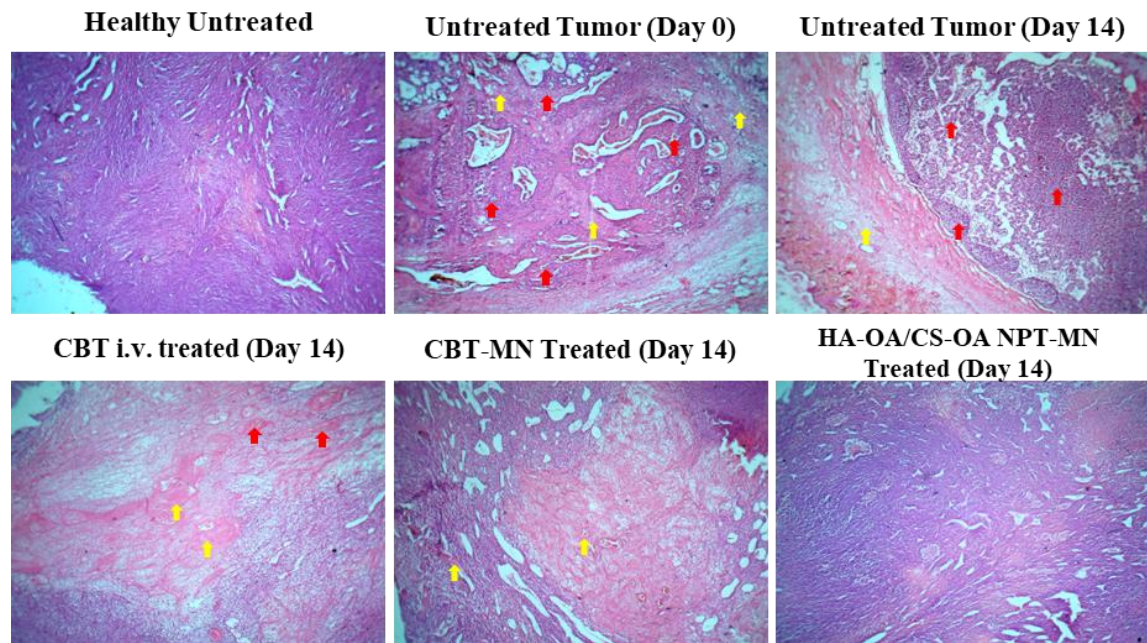 Healthy Untreated
Untreated Tumor (Day 0)
Untreated Tumor (Day 14)
CBT i.v. treated (Day 14)
CBT-MN Treated (Day 14)
HA-OA/CS-OA NPT-MN
Treated (Day 14)